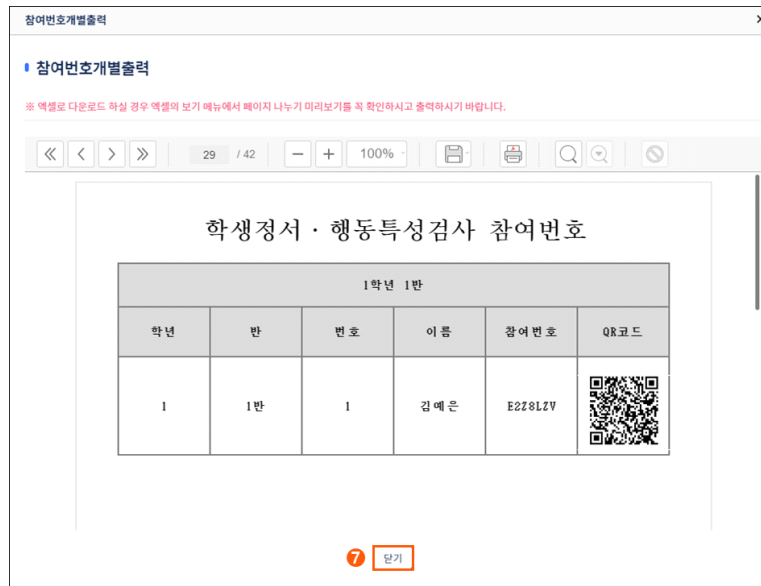 참여번호개별출력
참여번호개별출력
※ 엑셀로 다운로드 하실 경우 엑셀의 보기 메뉴에서 페이지 나누기 미리보기를 꼭 확인하시고 출력하시기 바랍니다.
29 / 42 100%
학생정서 · 행동특성검사 참여번호
1학년 1반
학년 반 번호 이름 참여번호 QR코드
1 1반 1 김예은 E2Z8LZV
7 닫기